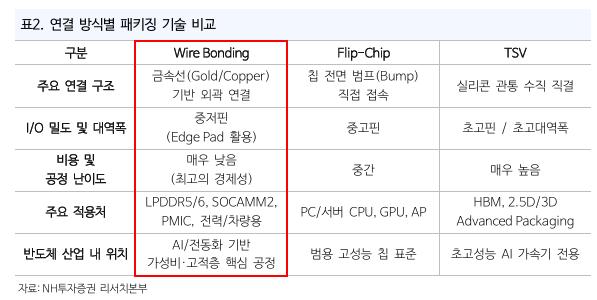 표2. 연결 방식별 패키징 기술 비교
구분 Wire Bonding Flip-Chip TSV
주요 연결 구조 금속선(Gold/Copper) 기반 외곽 연결 칩 전면 범프(Bump) 직접 접속 실리콘 관통 수직 직결
I/O 밀도 및 대역폭 중저핀 (Edge Pad 활용) 중고핀 초고핀 / 초고대역폭
비용 및 공정 난이도 매우 낮음 (최고의 경제성) 중간 매우 높음
주요 적용처 LPDDR5/6, SOCAMM2, PMIC, 전력/차량용 PC/서버 CPU, GPU, AP HBM, 2.5D/3D Advanced Packaging
반도체 산업 내 위치 AI/전동화 기반 가성비·고적층 핵심 공정 범용 고성능 칩 표준 초고성능 AI 가속기 전용
자료: NH투자증권 리서치본부